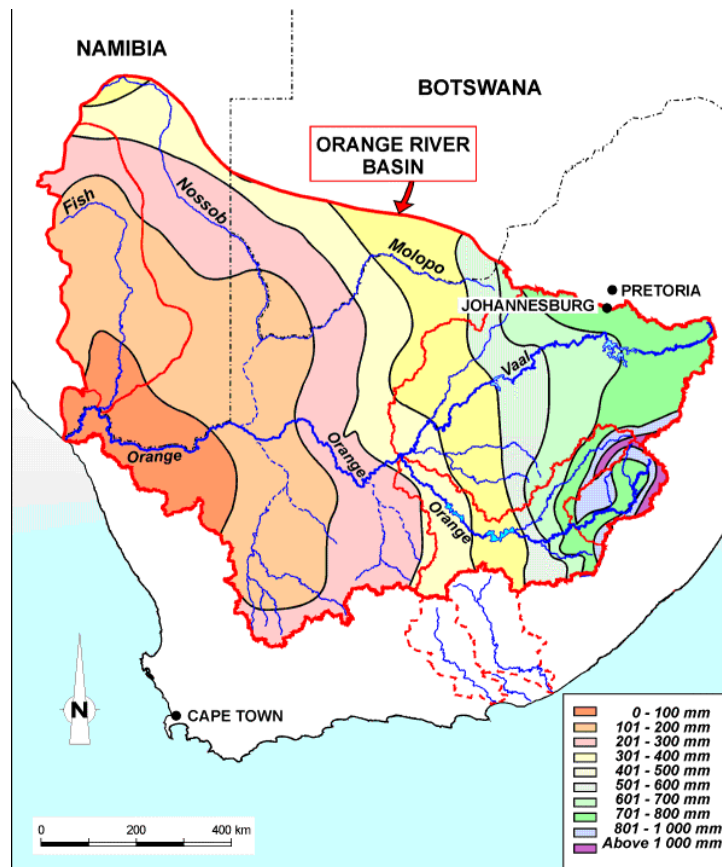 NAMIBIA
BOTSWANA
ORANGE RIVER
BASIN
Fish
Nossob
Molopo
PRETORIA
JOHANNESBURG
Vaal
Orange
Orange
Orange
N
CAPE TOWN
0 - 100 mm
101 - 200 mm
201 - 300 mm
301 - 400 mm
401 - 500 mm
501 - 600 mm
601 - 700 mm
701 - 800 mm
801 - 1 000 mm
Above 1 000 mm
0 200 400 km